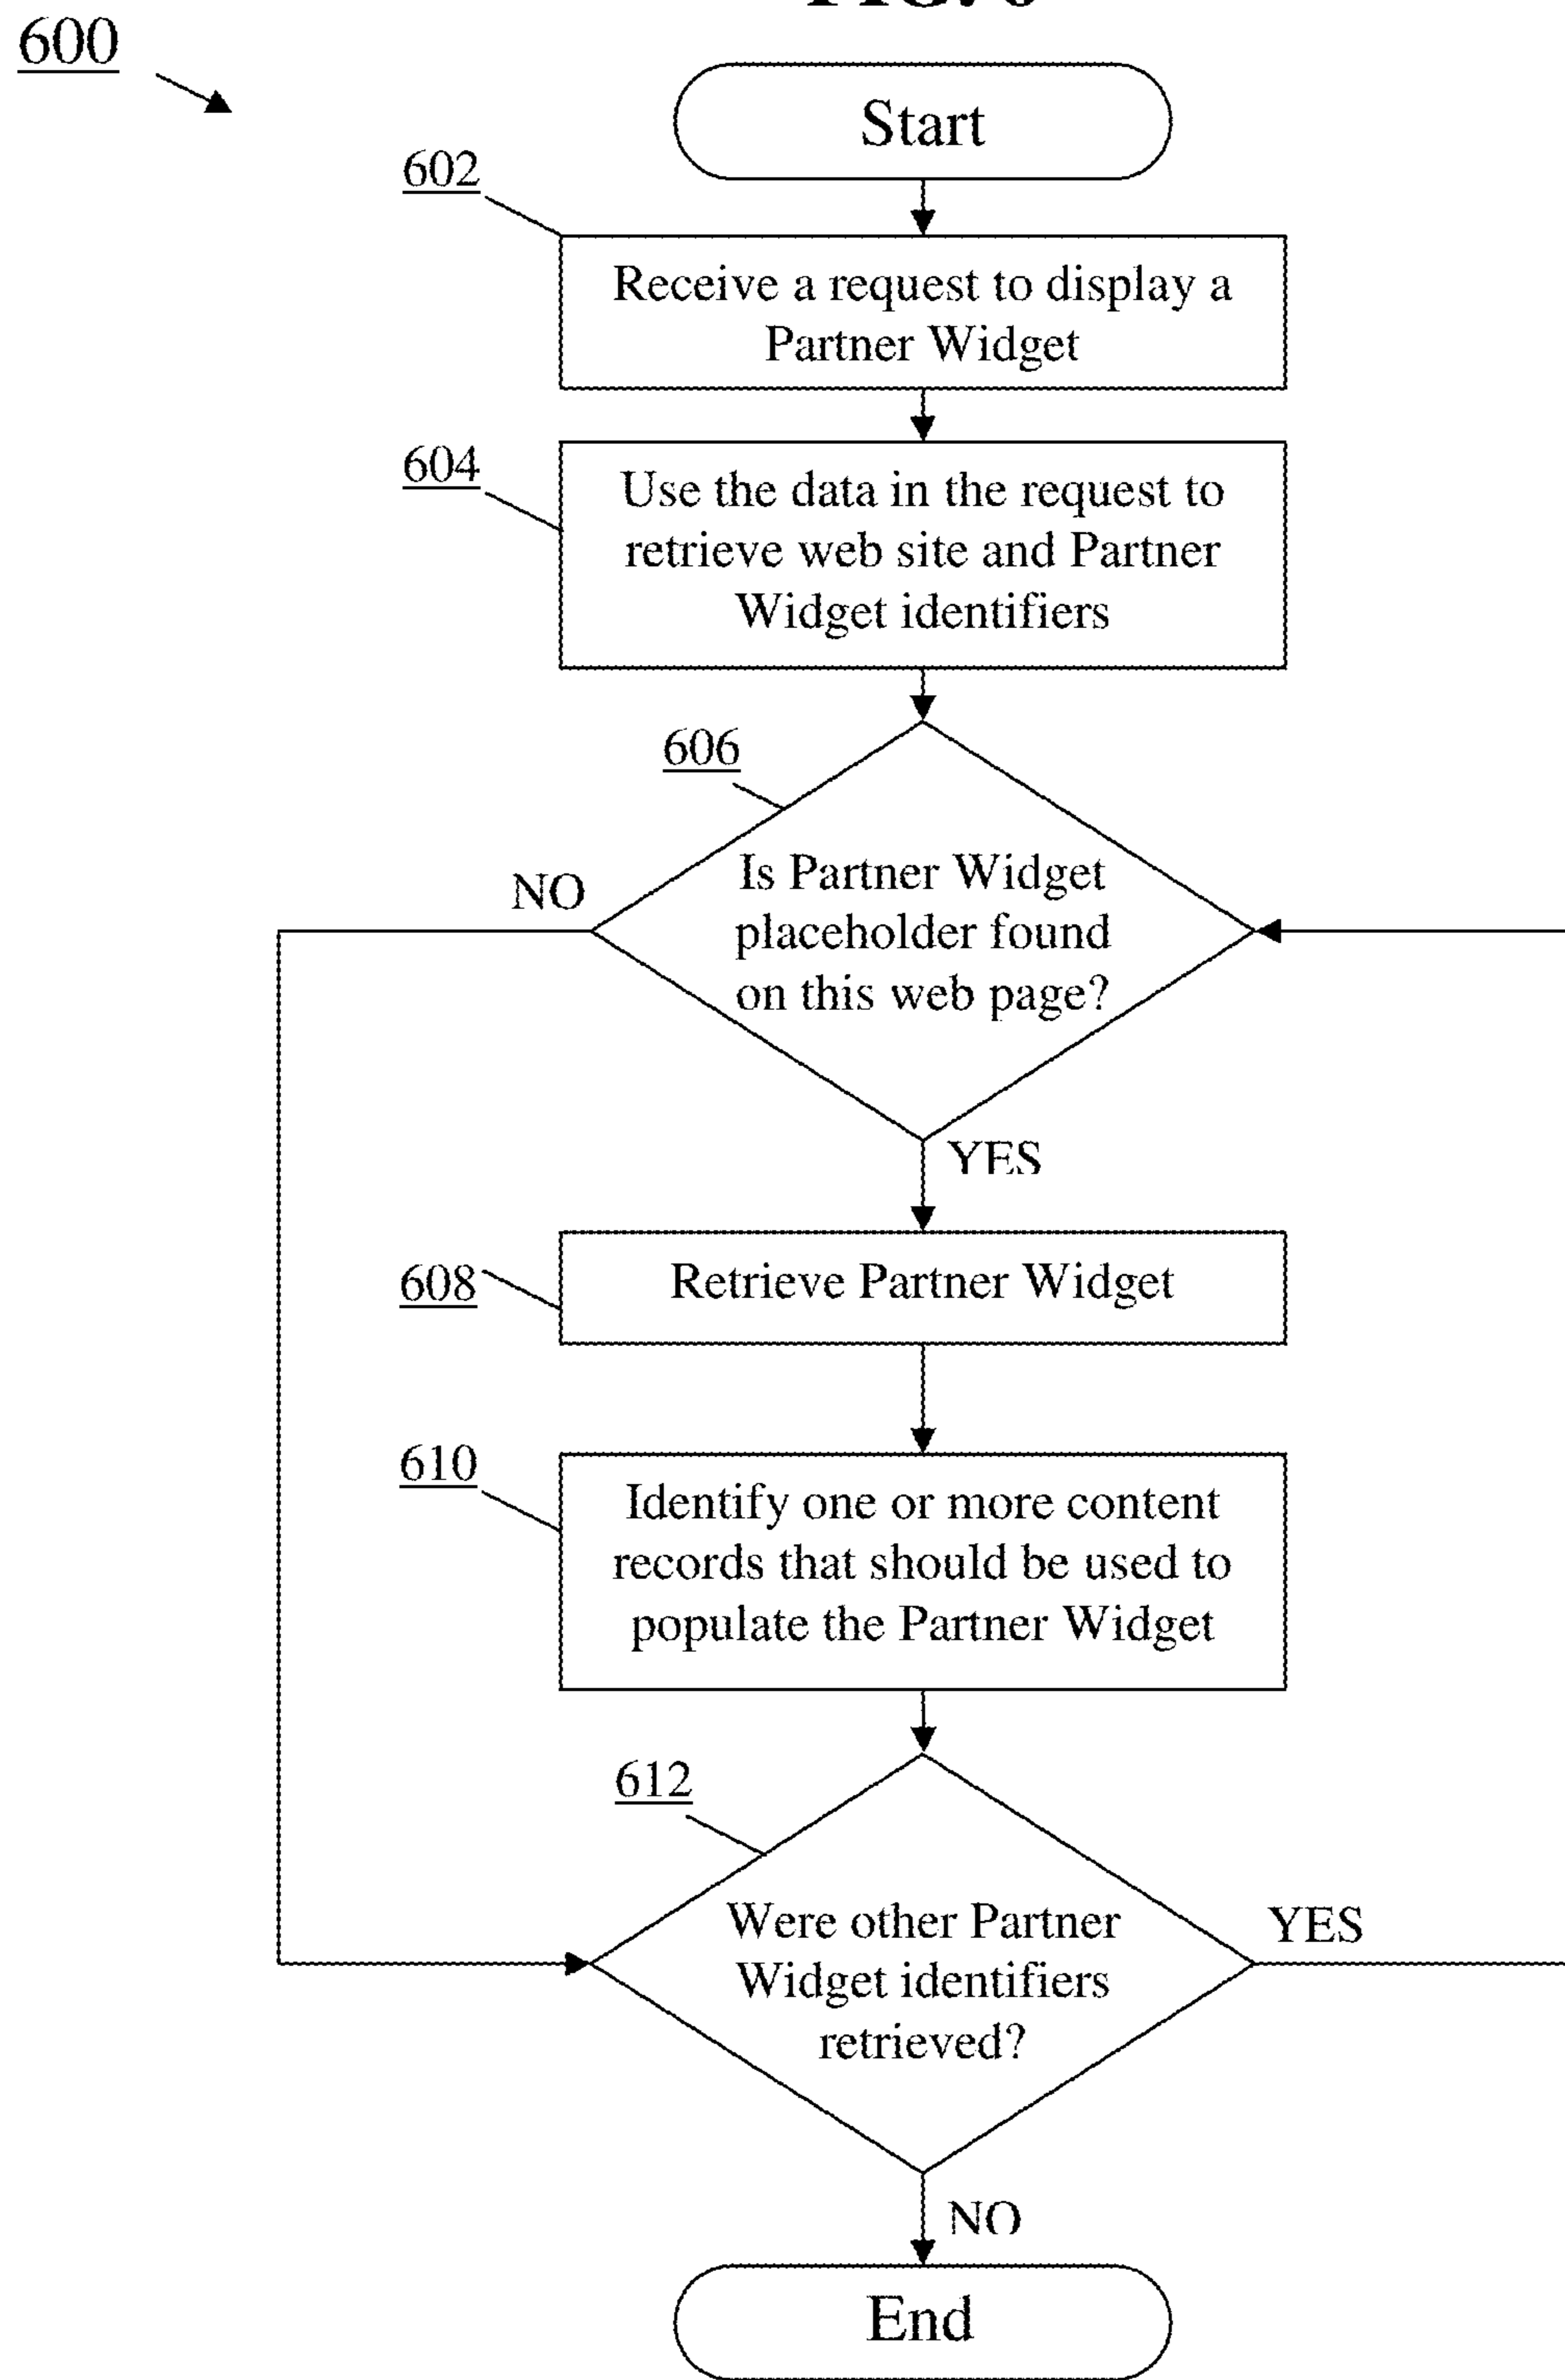 600
Start
602
Receive a request to display a
Partner Widget
604
Use the data in the request to
retrieve web site and Partner
Widget identifiers
606
NO
Is Partner Widget
placeholder found
on this web page?
YES
608
Retrieve Partner Widget
610
Identify one or more content
records that should be used to
populate the Partner Widget
612
Were other Partner
Widget identifiers
retrieved?
YES
NO
End